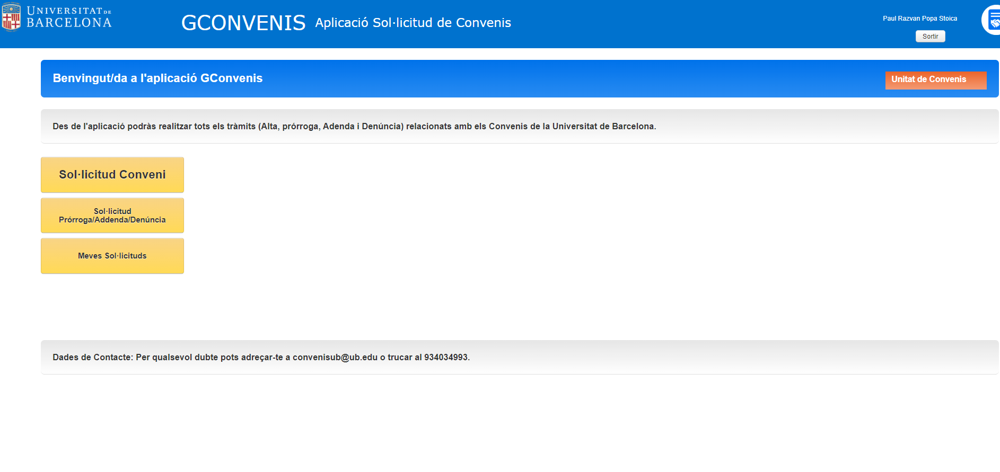 UNIVERSITAT DE
BARCELONA
GCONVENIS Aplicació Sol·licitud de Convenis
Paul Razvan Popa Stoica
Sortir
Benvingut/da a l'aplicació GConvenis
Unitat de Convenis
Des de l'aplicació podràs realitzar tots els tràmits (Alta, prórroga, Adenda i Denúncia) relacionats amb els Convenis de la Universitat de Barcelona.
Sol·licitud Conveni
Sol·licitud
Prórroga/Addenda/Denúncia
Meves Sol·licituds
Dades de Contacte: Per qualsevol dubte pots adreçar-te a convenisub@ub.edu o trucar al 934034993.